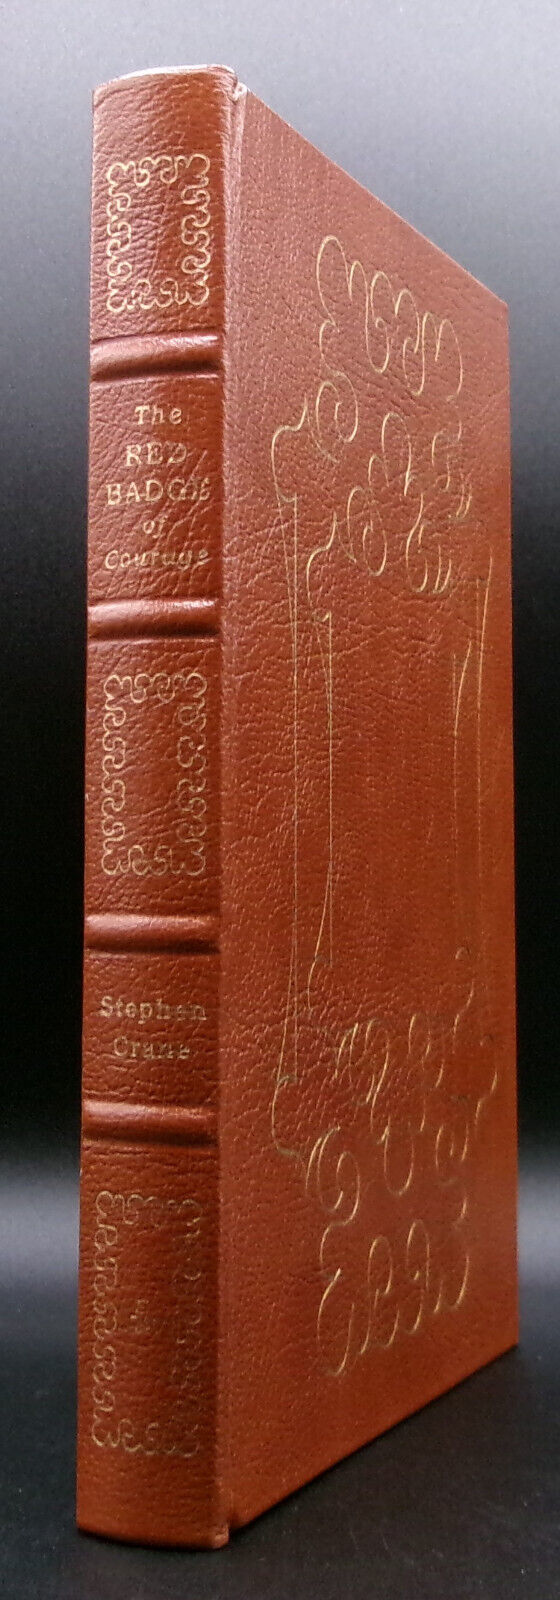 The
RED
BADGE
of
Courage
Stephen
Crane